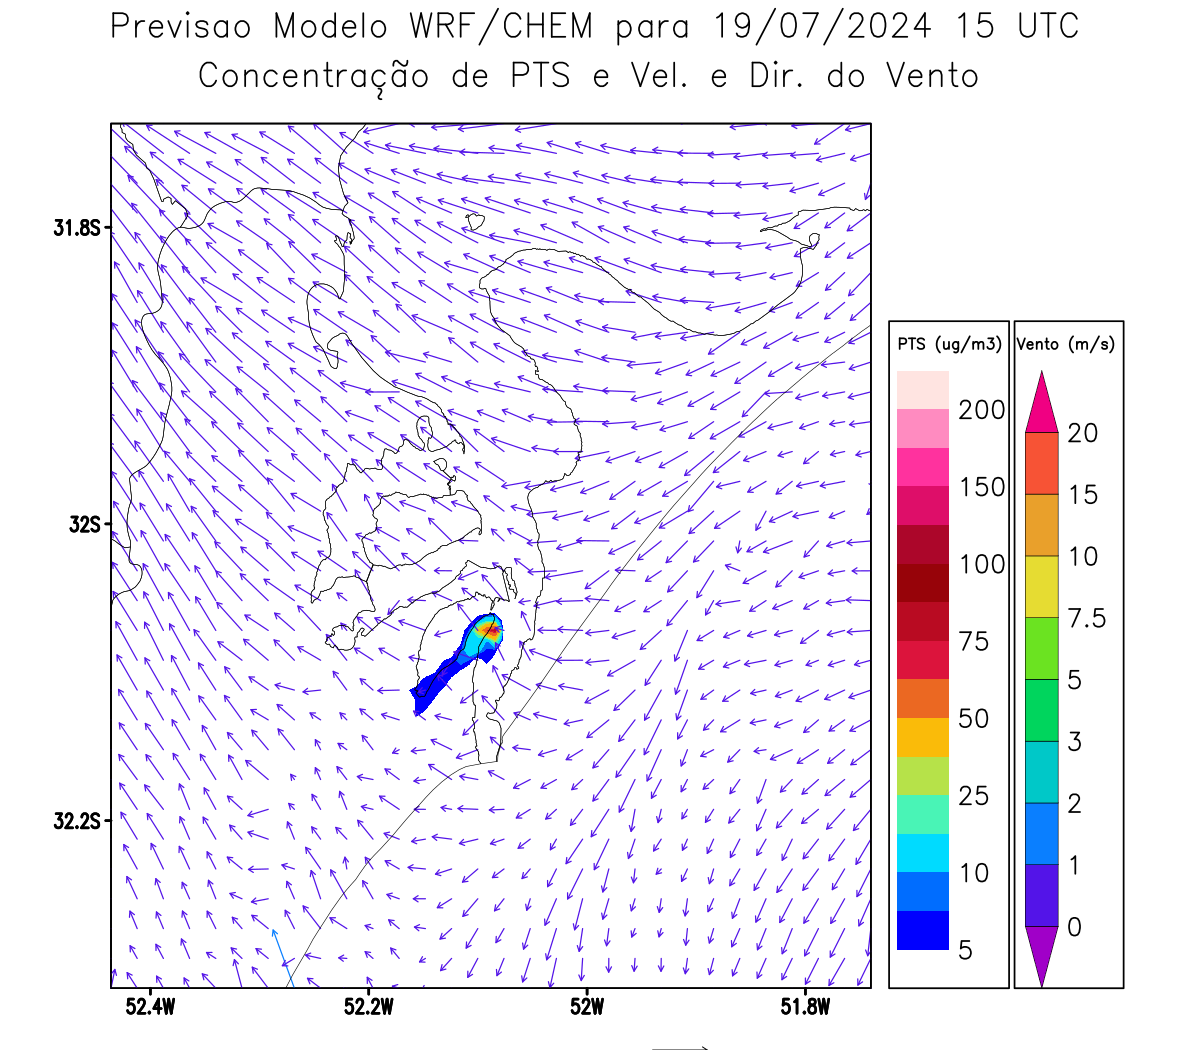 Previsao Modelo WRF/CHEM para 19/07/2024 15 UTC
Concentração de PTS e Vel. e Dir. do Vento
31.8S
32S
32.2S
52.4W
52.2W
52W
51.8W
PTS (ug/m3)
200
150
100
75
50
25
10
5
Vento (m/s)
20
15
10
7.5
5
3
2
1
0